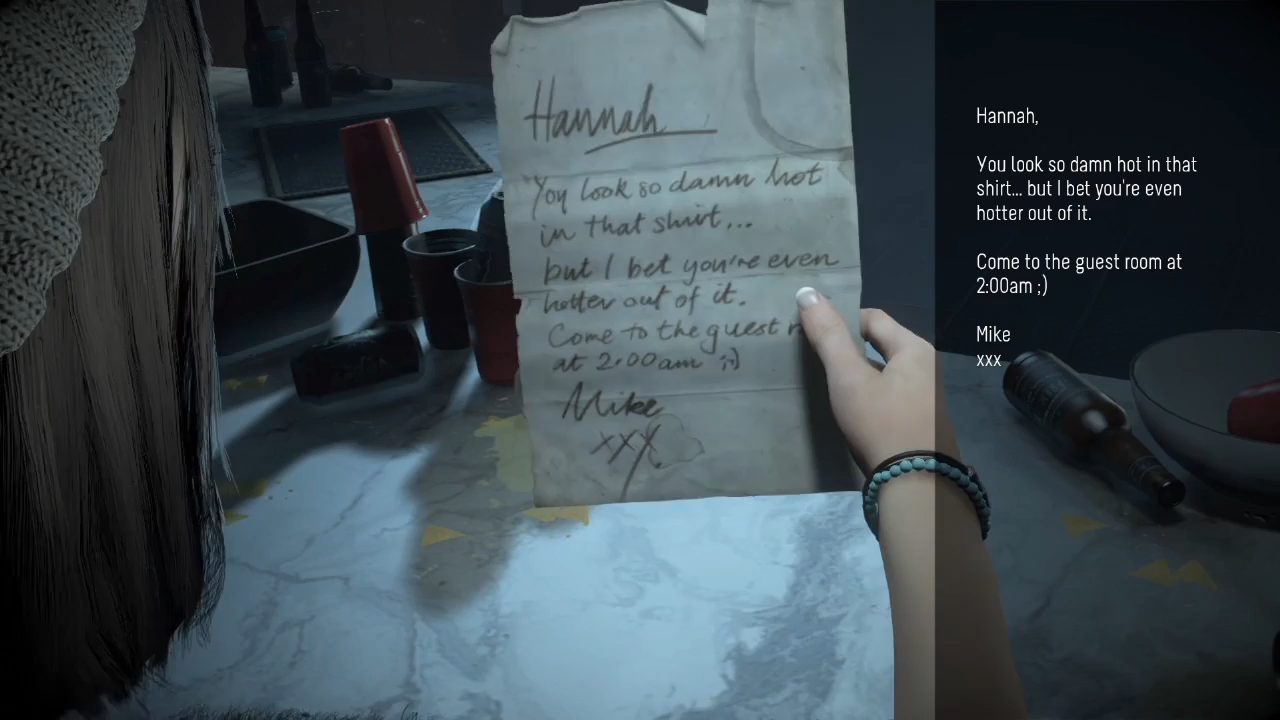 Hannah
You look so damn hot
in that shirt...
but I bet you're even
hotter out of it.
Come to the guest r
at 2:00am ;)
Mike
xxx
Hannah,
You look so damn hot in that
shirt... but I bet you're even
hotter out of it.
Come to the guest room at
2:00am ;)
Mike
xxx